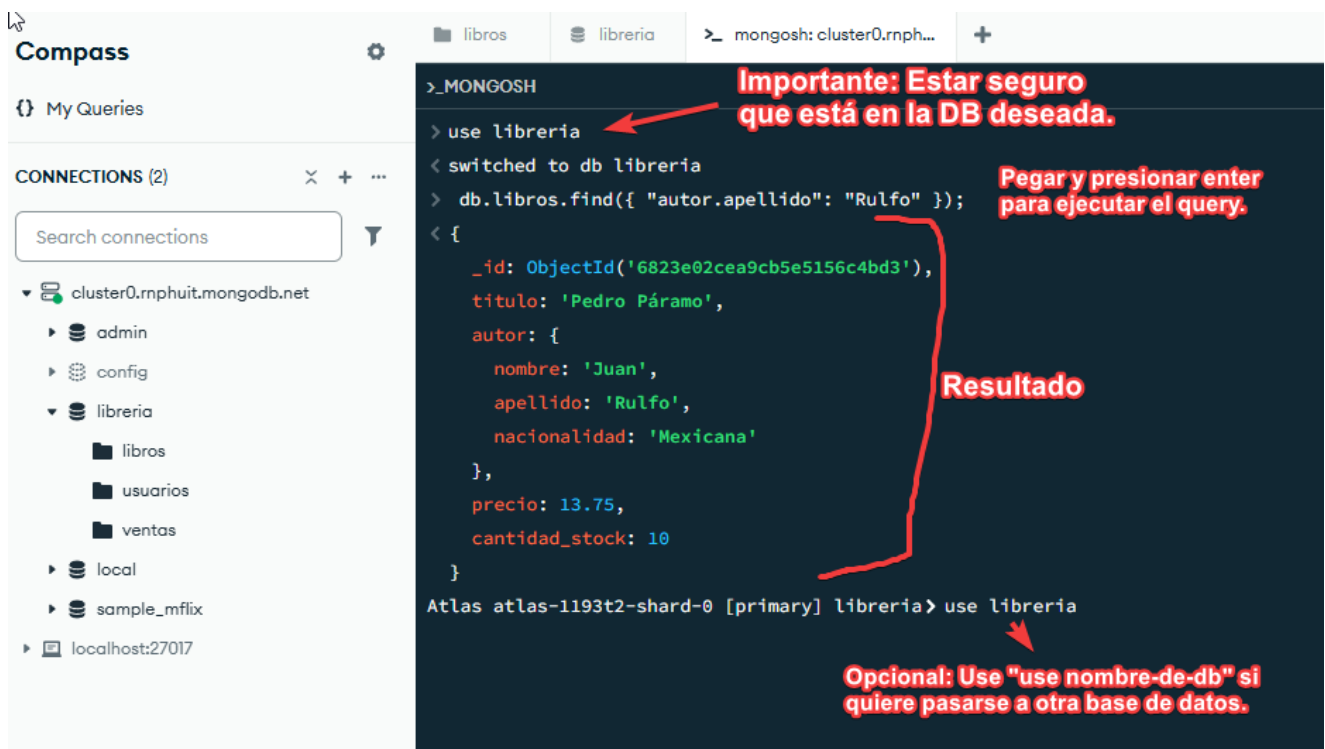 Compass
{} My Queries
CONNECTIONS (2)
Search connections
cluster0.rnphuit.mongodb.net
admin
config
libreria
libros
usuarios
ventas
local
sample_mflix
localhost:27017
libros
libreria
>_ mongosh: cluster0.rnph...
>_MONGOSH
Importante: Estar seguro
que está en la DB deseada.
> use libreria
< switched to db libreria
> db.libros.find({ "autor.apellido": "Rulfo" });
Pegar y presionar enter
para ejecutar el query.
< {
_id: ObjectId('6823e02cea9cb5e5156c4bd3'),
titulo: 'Pedro Páramo',
autor: {
nombre: 'Juan',
apellido: 'Rulfo',
nacionalidad: 'Mexicana'
},
precio: 13.75,
cantidad_stock: 10
}
Resultado
Atlas atlas-1193t2-shard-0 [primary] libreria> use libreria
Opcional: Use "use nombre-de-db" si
quiere pasarse a otra base de datos.